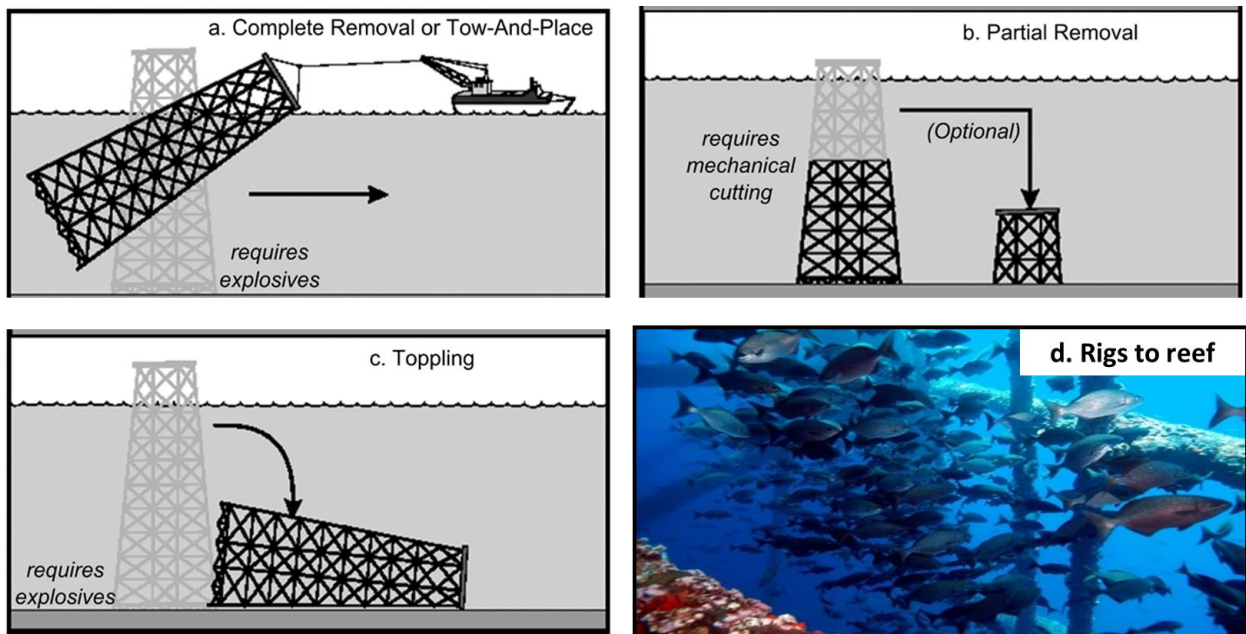 a. Complete Removal or Tow-And-Place
requires
explosives
b. Partial Removal
requires
mechanical
cutting
(Optional)
c. Toppling
requires
explosives
d. Rigs to reef